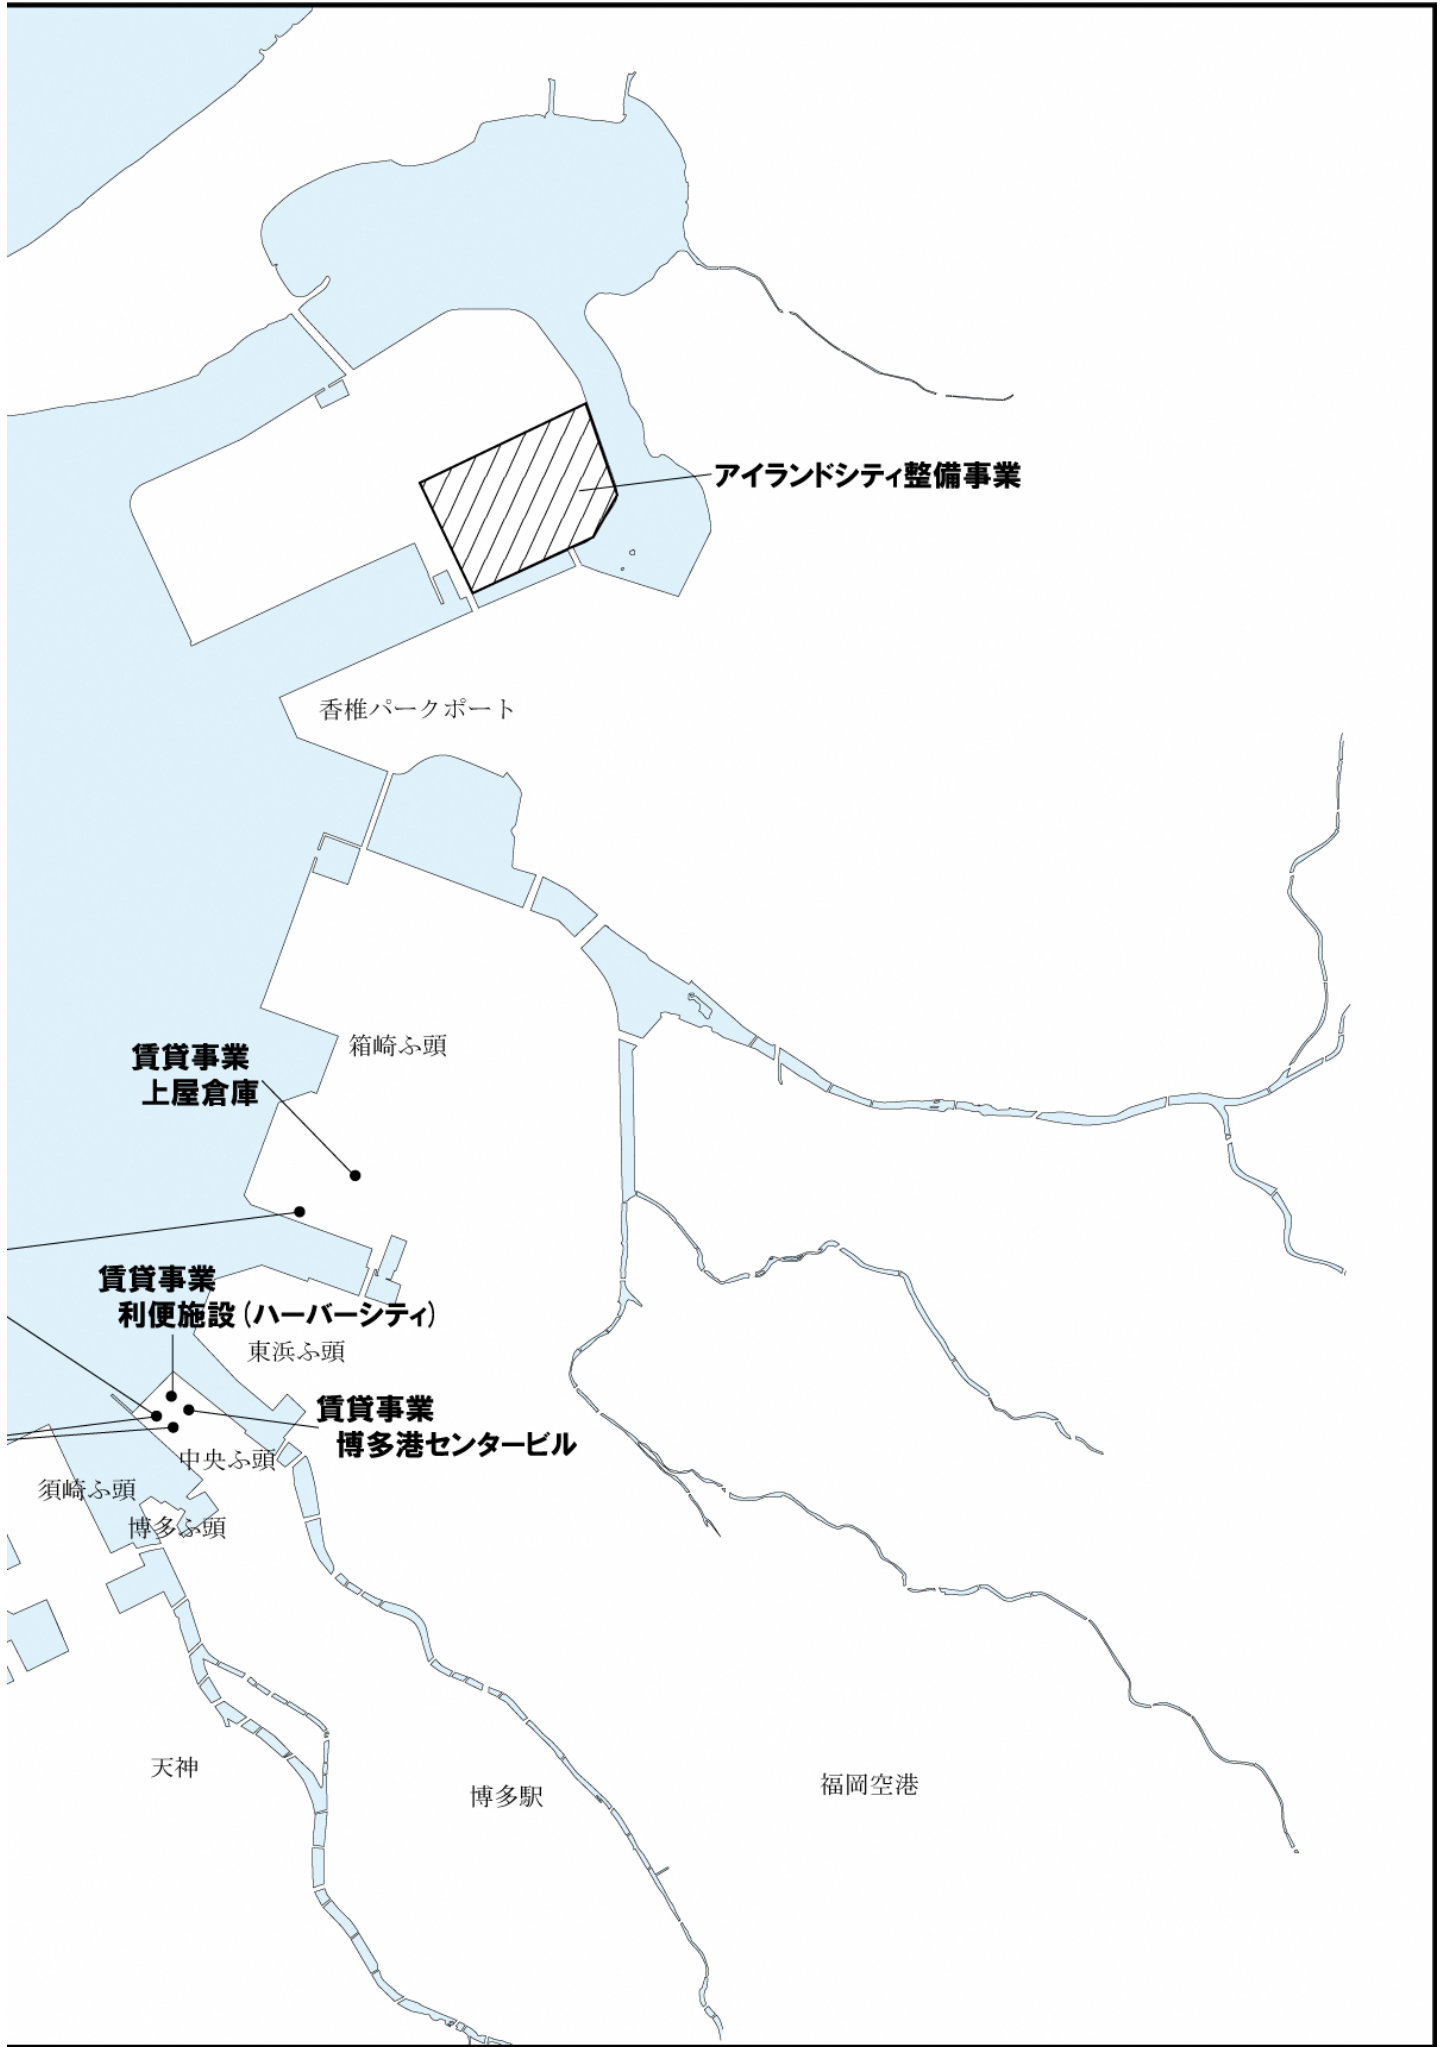 アイランドシティ整備事業
香椎パークポート
箱崎ふ頭
賃貸事業
上屋倉庫
賃貸事業
利便施設（ハーバーシティ）
東浜ふ頭
賃貸事業
博多港センタービル
中央ふ頭
須崎ふ頭
博多ふ頭
天神
博多駅
福岡空港